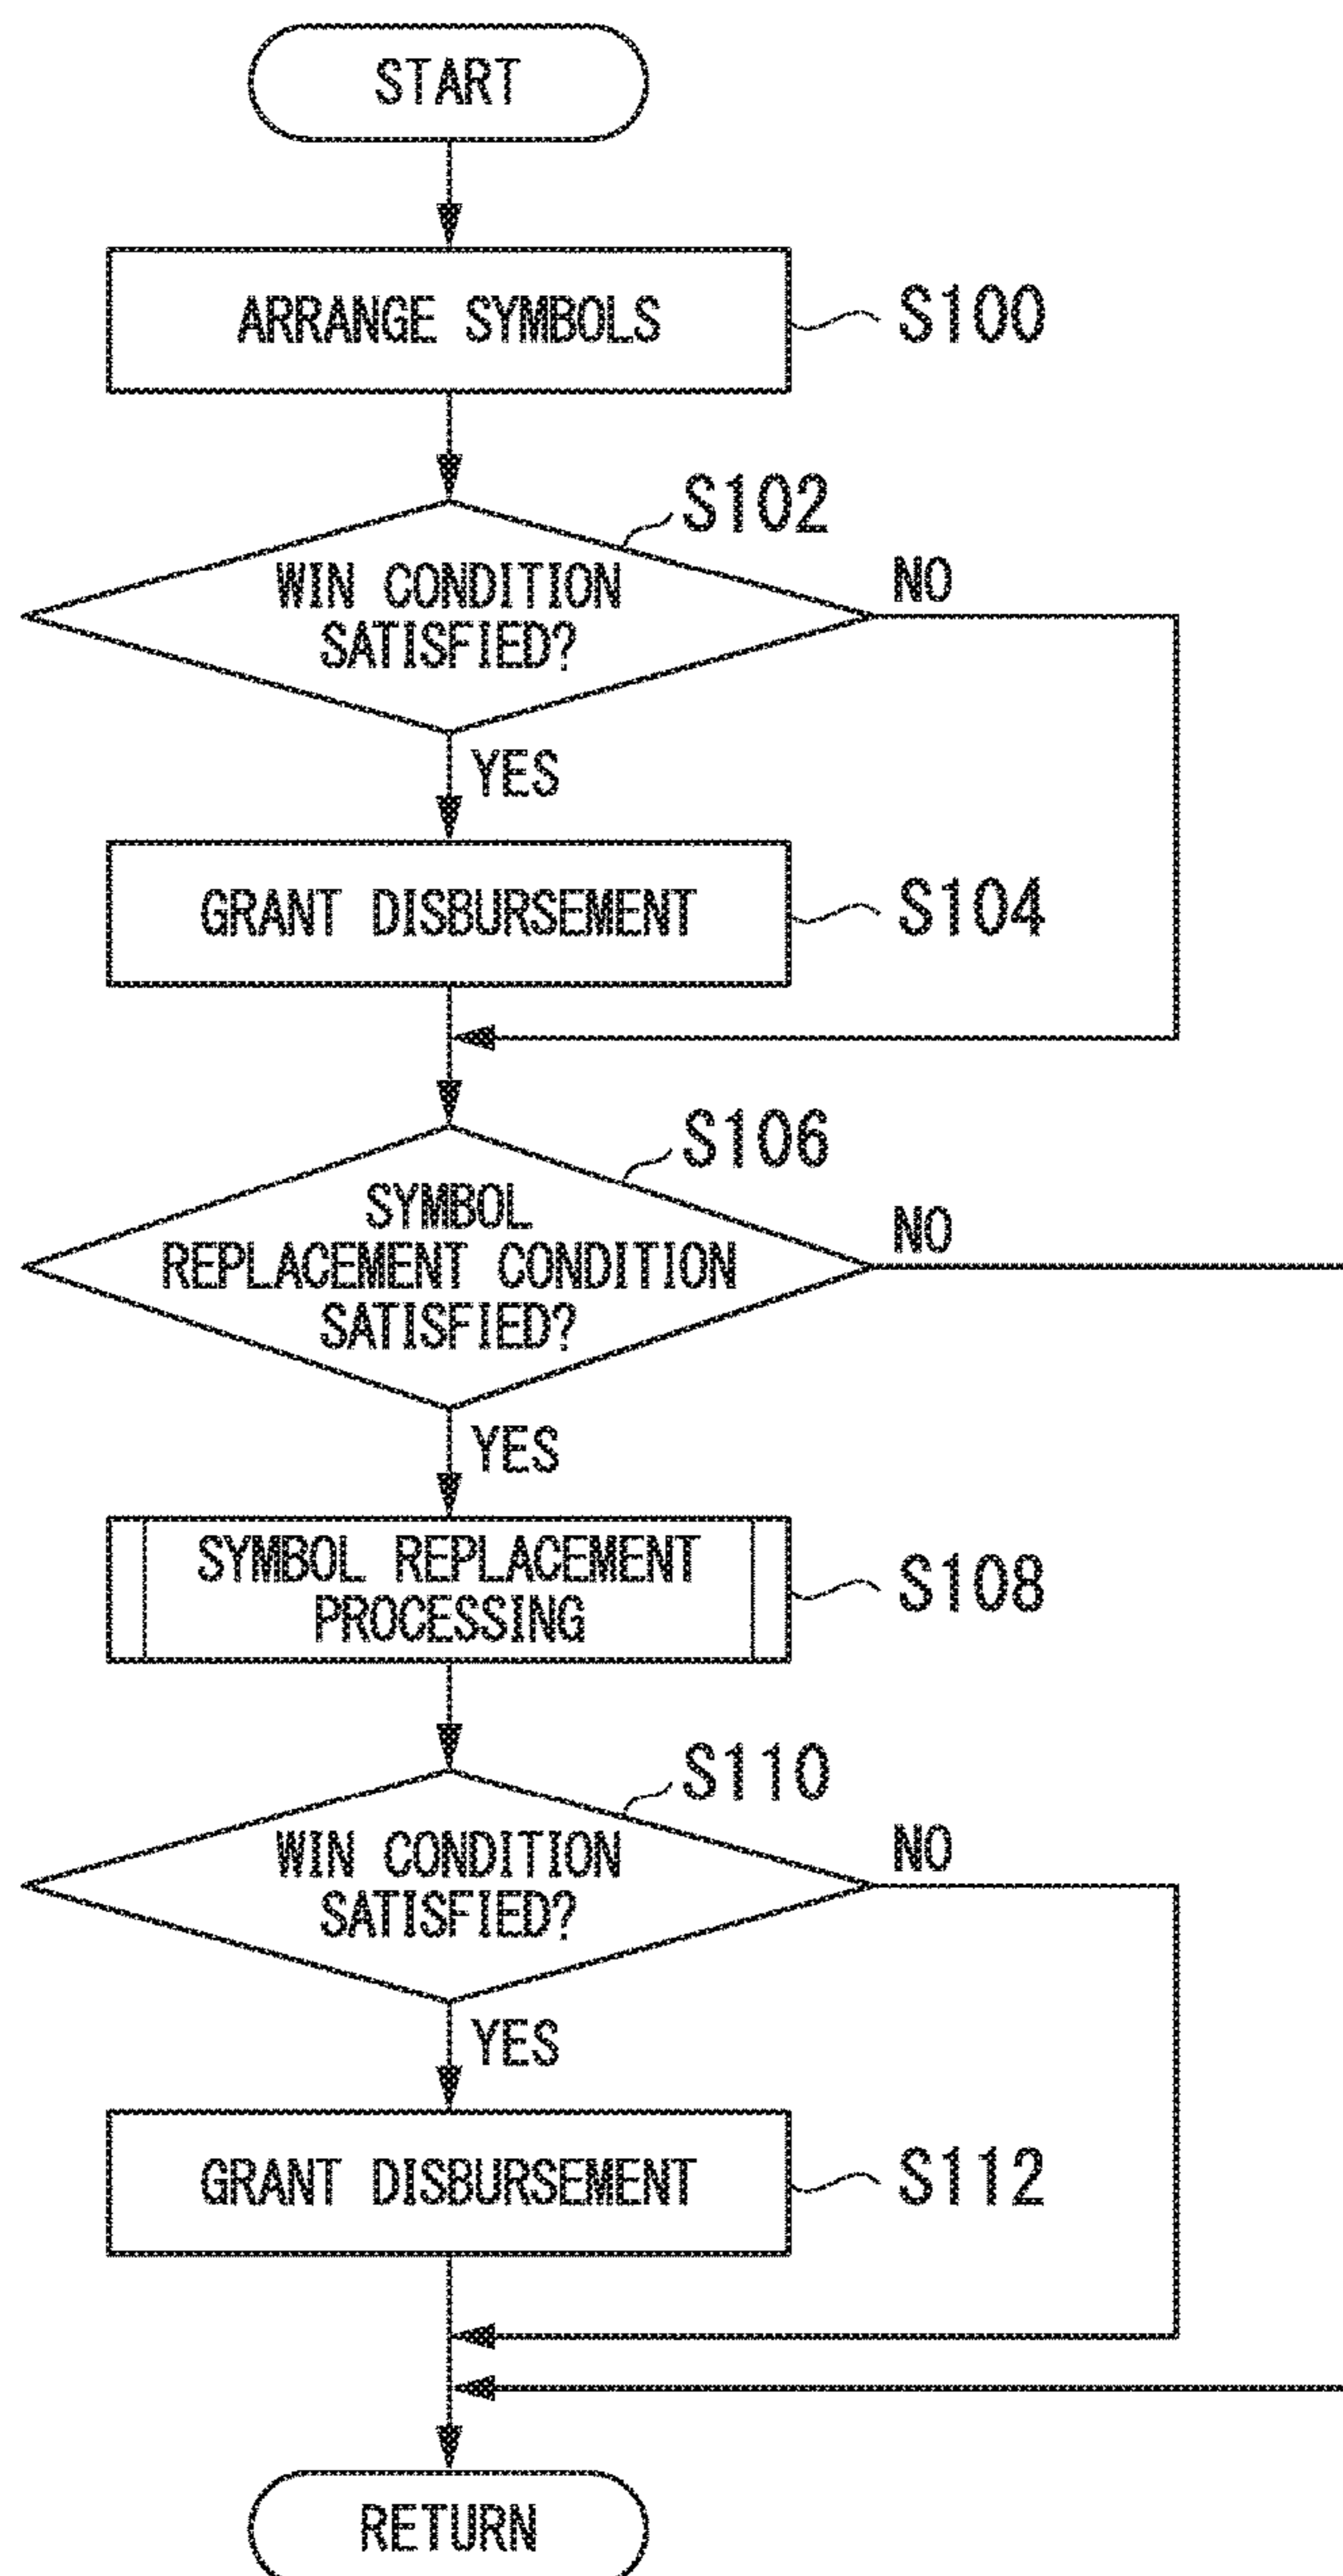 START
ARRANGE SYMBOLS
S100
S102
WIN CONDITION
SATISFIED?
NO
YES
GRANT DISBURSEMENT
S104
S106
SYMBOL
REPLACEMENT CONDITION
SATISFIED?
NO
YES
SYMBOL REPLACEMENT
PROCESSING
S108
S110
WIN CONDITION
SATISFIED?
NO
YES
GRANT DISBURSEMENT
S112
RETURN